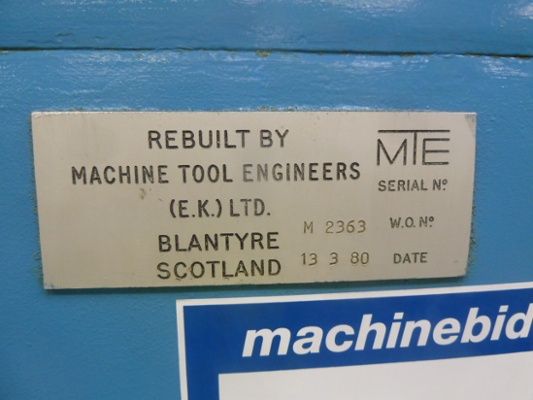 REBUILT BY
MACHINE TOOL ENGINEERS
(E.K.) LTD.
BLANTYRE
SCOTLAND
MTE
SERIAL Nº
M 2363 W.O. Nº
13 3 80 DATE
machinebid